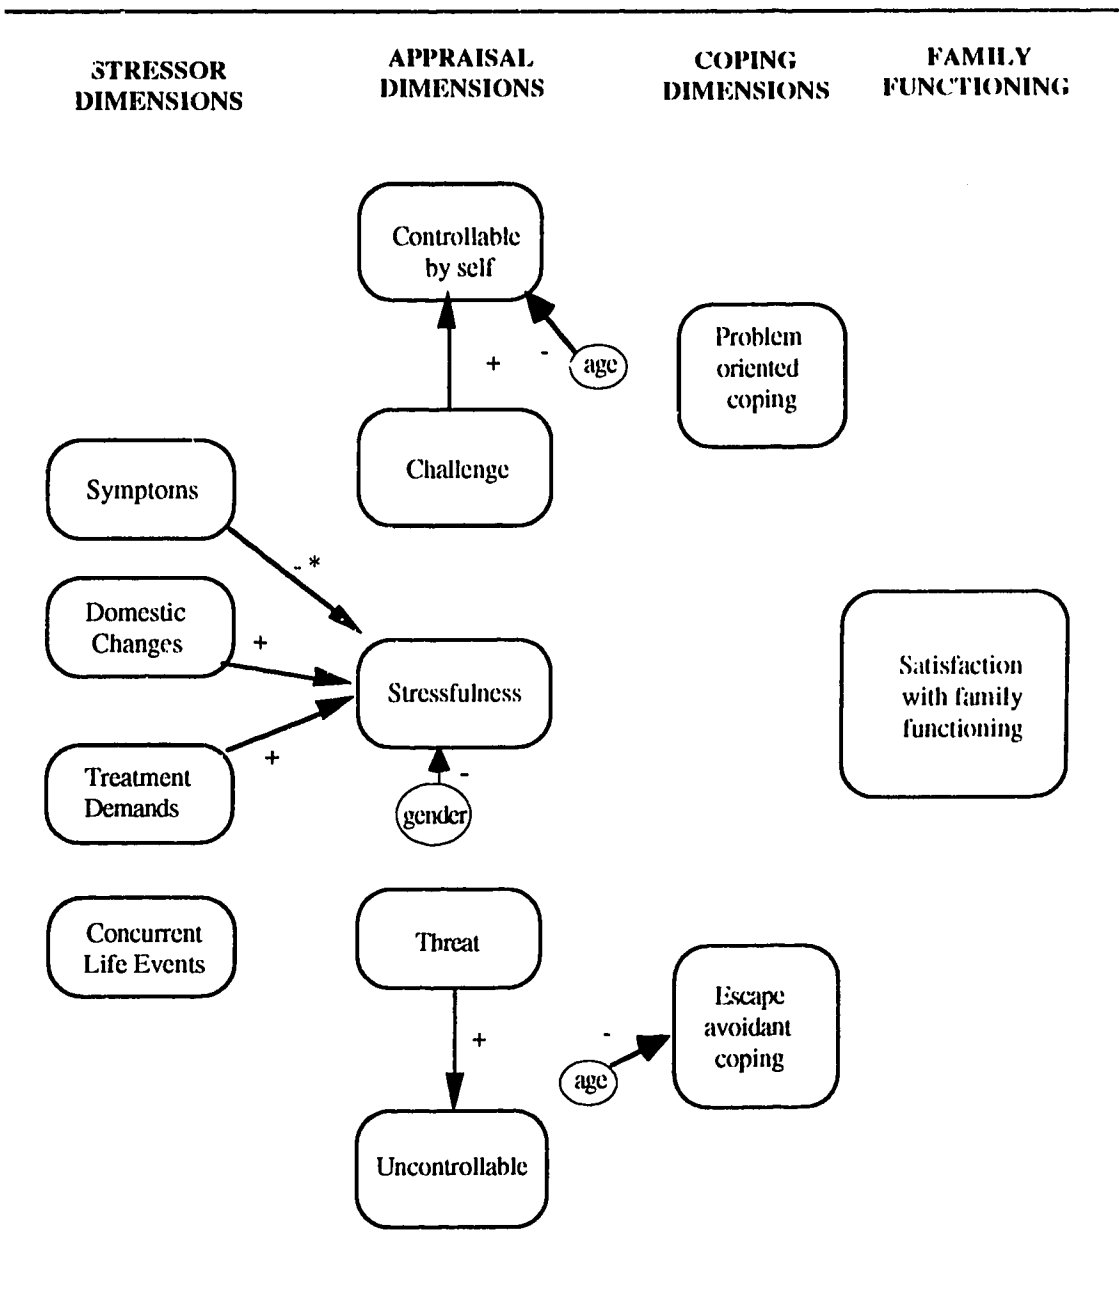 STRESSOR
DIMENSIONS
APPRAISAL
DIMENSIONS
COPING
DIMENSIONS
FAMILY
FUNCTIONING
Controllable
by self
+
-
age
Problem
oriented
coping
Challenge
Symptoms
- *
Domestic
Changes
+
Stressfulness
Satisfaction
with family
functioning
+
Treatment
Demands
-
gender
Concurrent
Life Events
Threat
+
-
age
Escape
avoidant
coping
Uncontrollable